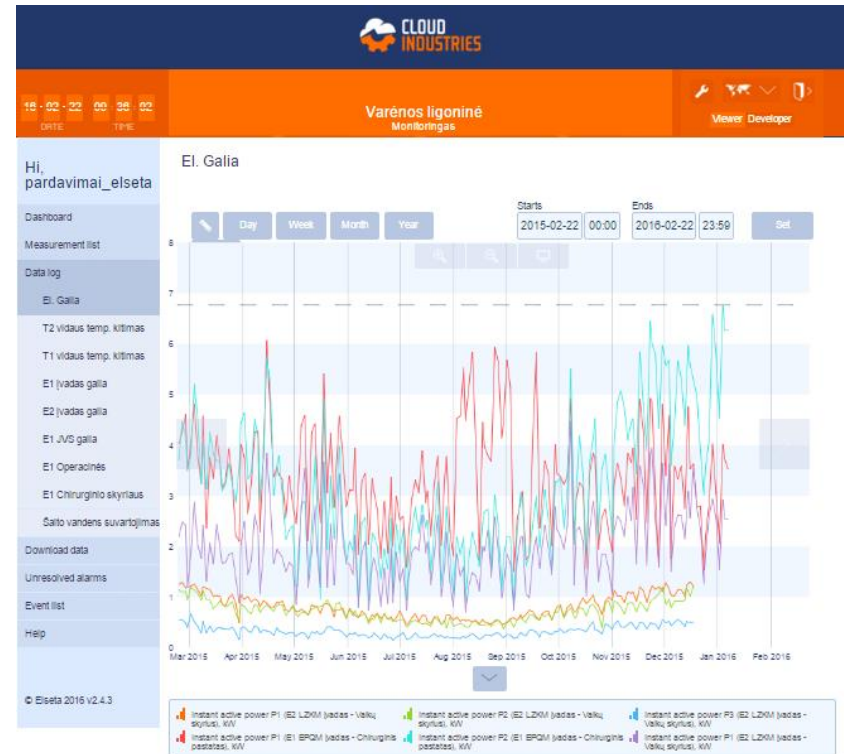 CLOUD
INDUSTRIES
16 - 02 - 22 00 : 36 : 02
DATE TIME
Varėnos ligoninė
Monitoringas
Viewer Developer
Hi,
pardavimai_elseta
Dashboard
Measurement list
Data log
El. Galia
T2 vidaus temp. kitimas
T1 vidaus temp. kitimas
E1 įvadas galia
E2 įvadas galia
E1 JVS galia
E1 Operacinės
E1 Chirurginio skyriaus
Šalto vandens suvartojimas
Download data
Unresolved alarms
Event list
Help
© Elseta 2016 v2.4.3
El. Galia
Starts Ends
Day Week Month Year 2015-02-22 00:00 2016-02-22 23:59 Set
8
7
6
5
4
3
2
1
0
Mar 2015 Apr 2015 May 2015 Jun 2015 Jul 2015 Aug 2015 Sep 2015 Oct 2015 Nov 2015 Dec 2015 Jan 2016 Feb 2016
Instant active power P1 (E2 LZKM įvadas - Vaikų skyrius), kW
Instant active power P2 (E2 LZKM įvadas - Vaikų skyrius), kW
Instant active power P3 (E2 LZKM įvadas - Vaikų skyrius), kW
Instant active power P1 (E1 EPQM įvadas - Chirurginis pastatas), kW
Instant active power P2 (E1 EPQM įvadas - Chirurginis pastatas), kW
Instant active power P1 (E2 LZKM įvadas - Vaikų skyrius), kW